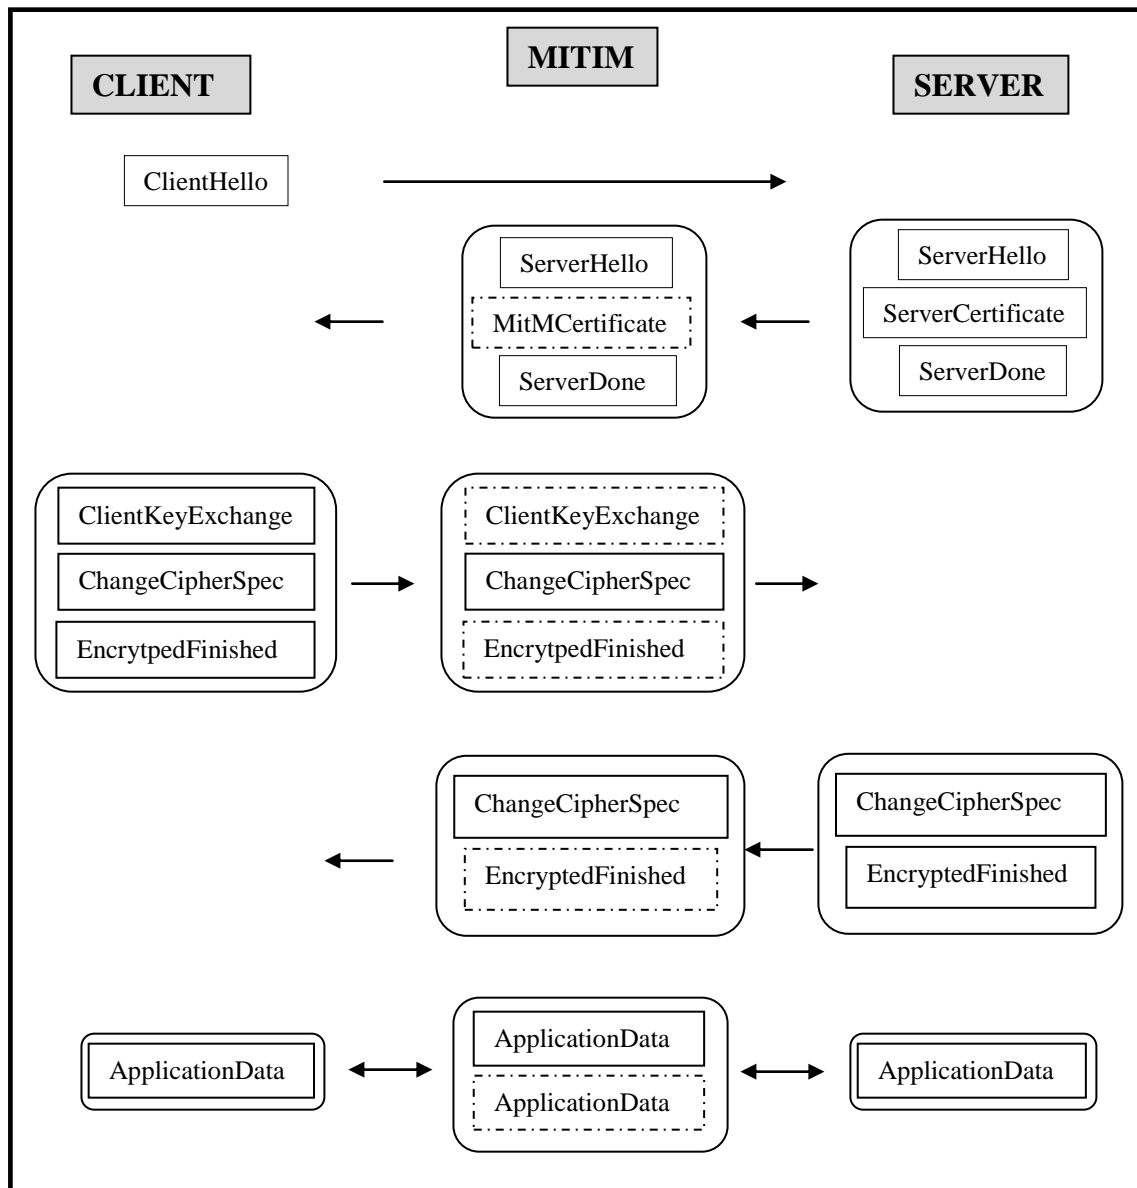 CLIENT
MITIM
SERVER
ClientHello
ServerHello
MitMCertificate
ServerDone
ServerHello
ServerCertificate
ServerDone
ClientKeyExchange
ChangeCipherSpec
EncrytpedFinished
ClientKeyExchange
ChangeCipherSpec
EncrytpedFinished
ChangeCipherSpec
EncryptedFinished
ChangeCipherSpec
EncryptedFinished
ApplicationData
ApplicationData
ApplicationData
ApplicationData